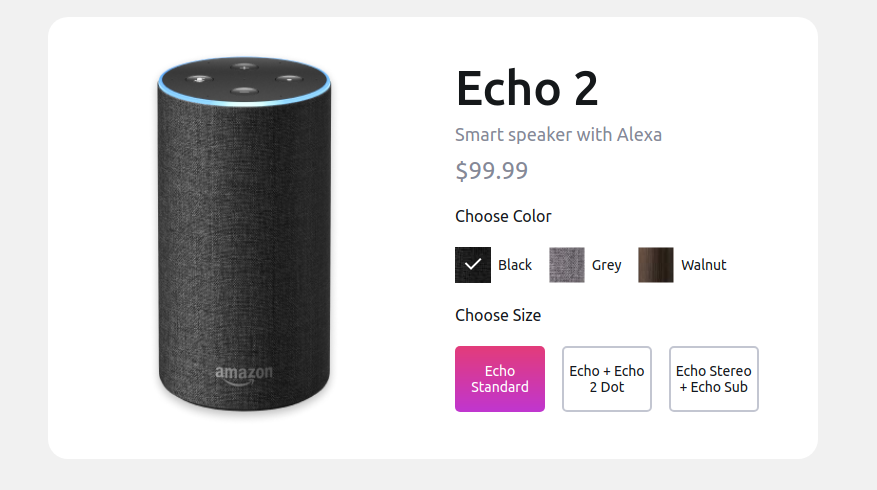 amazon
Echo 2
Smart speaker with Alexa
$99.99
Choose Color
Black
Grey
Walnut
Choose Size
Echo
Standard
Echo + Echo
2 Dot
Echo Stereo
+ Echo Sub